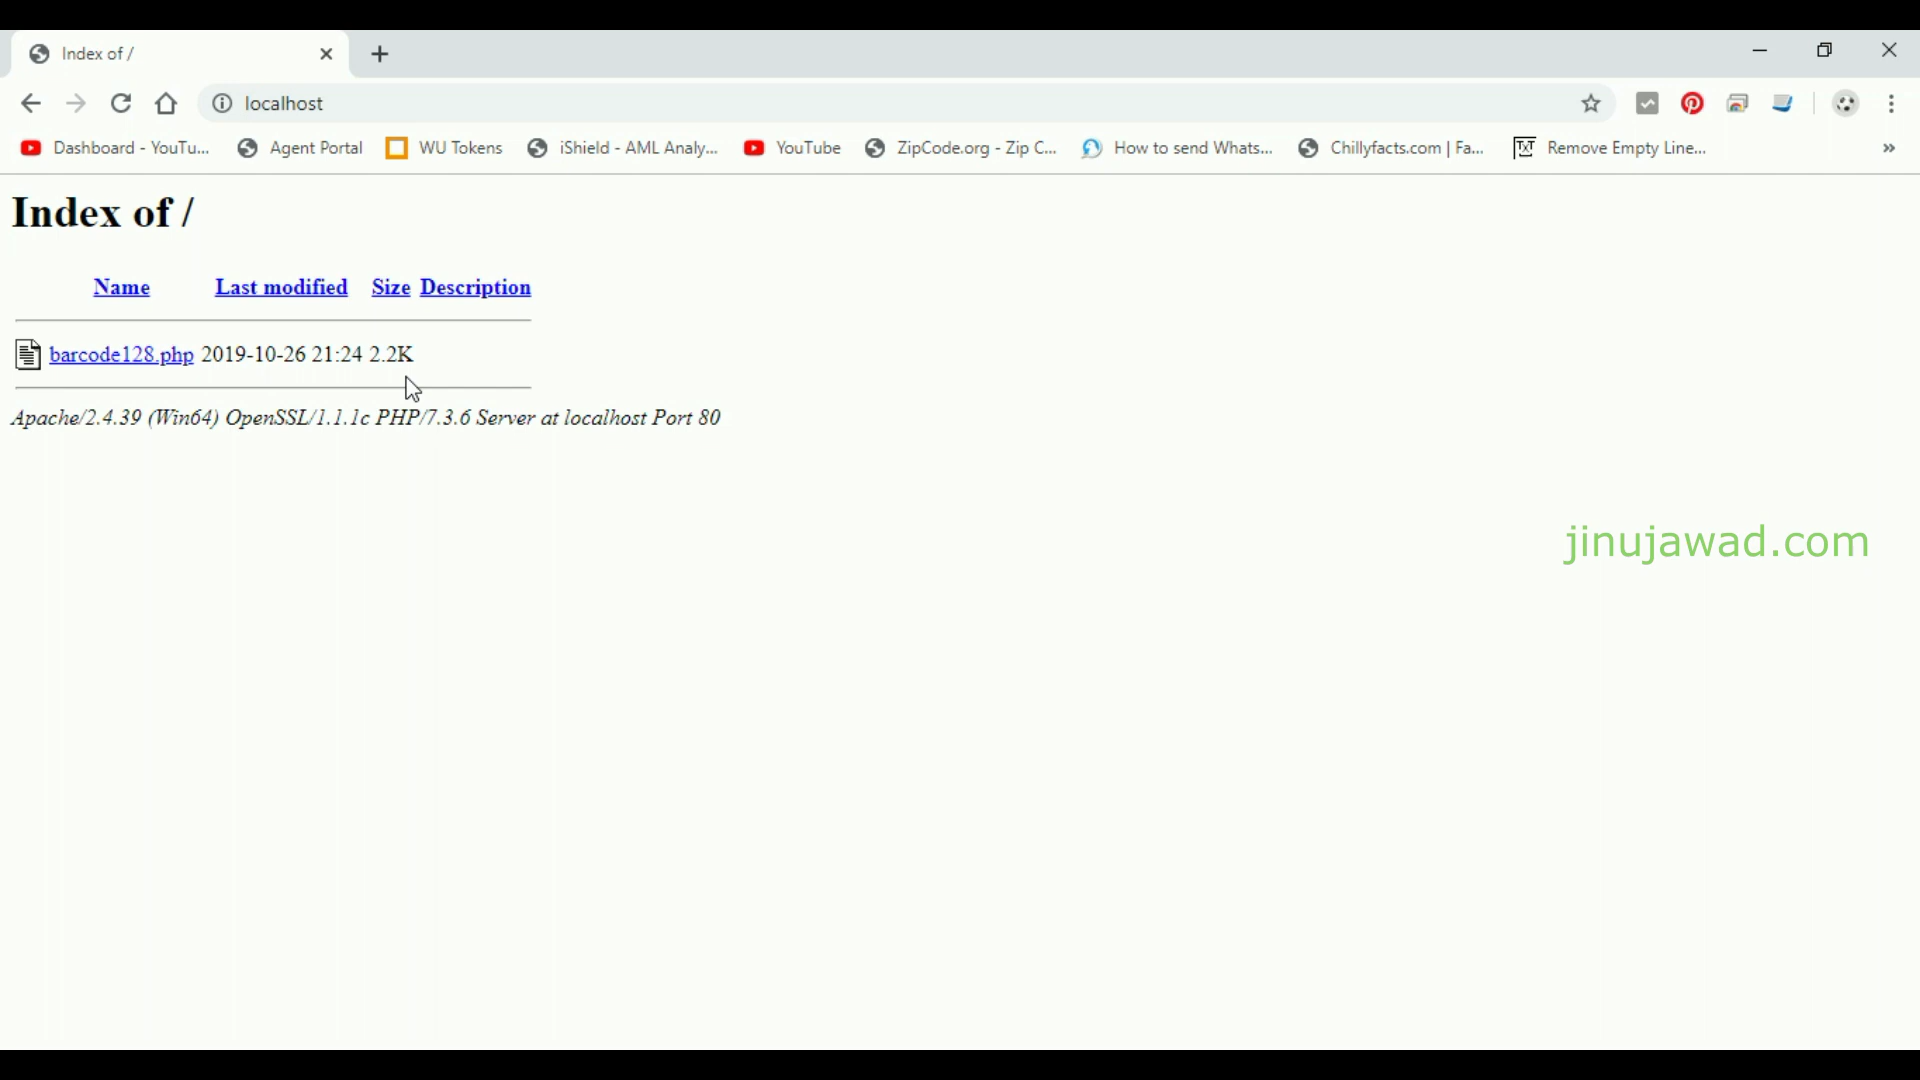 Index of /
localhost
Dashboard - YouTu... Agent Portal WU Tokens iShield - AML Analy... YouTube ZipCode.org - Zip C... How to send Whats... Chillyfacts.com | Fa... TXT Remove Empty Line... »
Index of /
Name Last modified Size Description
barcode128.php 2019-10-26 21:24 2.2K
Apache/2.4.39 (Win64) OpenSSL/1.1.1c PHP/7.3.6 Server at localhost Port 80
jinujawad.com